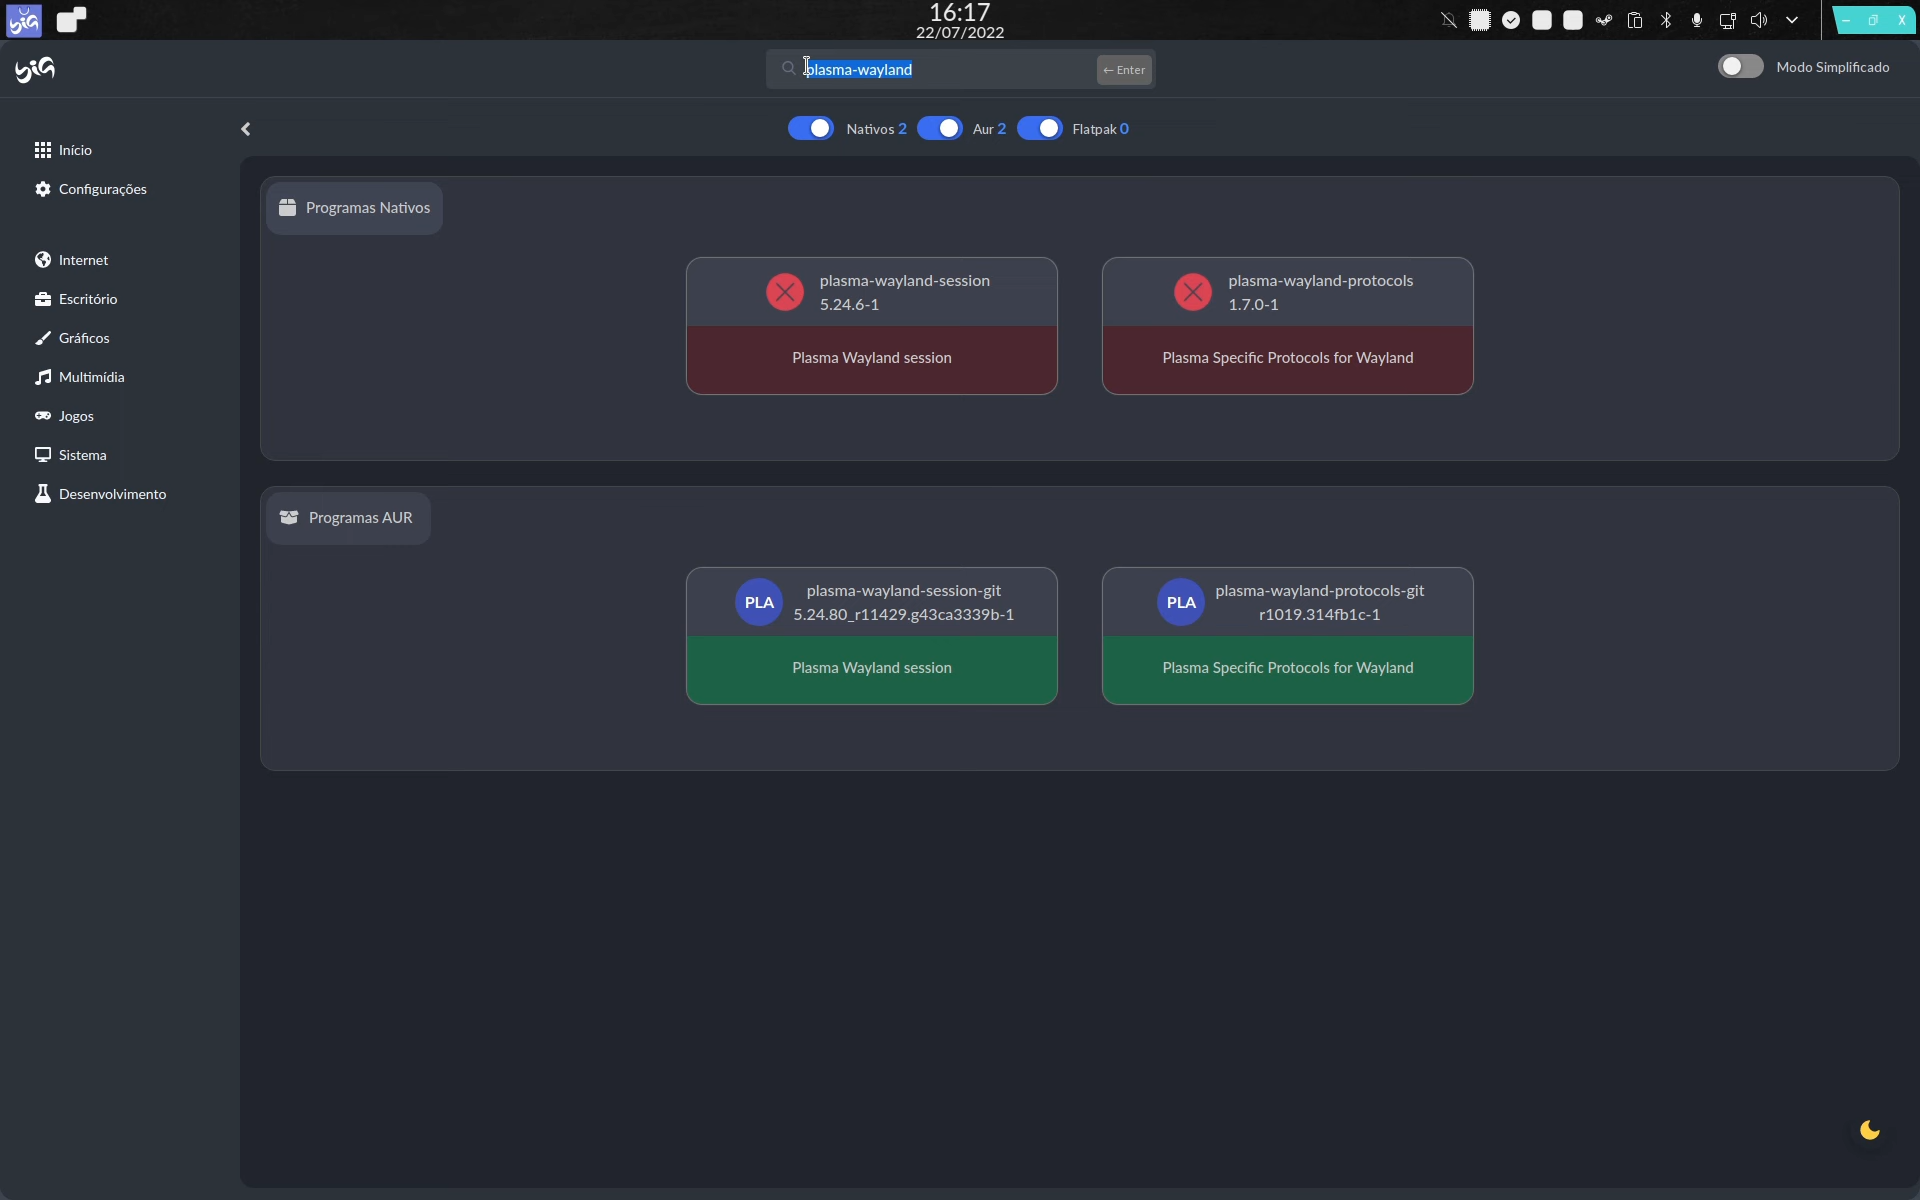 16:17
22/07/2022
X
big
plasma-wayland
← Enter
Modo Simplificado
Nativos 2
Aur 2
Flatpak 0
Início
Configurações
Internet
Escritório
Gráficos
Multimídia
Jogos
Sistema
Desenvolvimento
Programas Nativos
plasma-wayland-session
5.24.6-1
Plasma Wayland session
plasma-wayland-protocols
1.7.0-1
Plasma Specific Protocols for Wayland
Programas AUR
PLA
plasma-wayland-session-git
5.24.80_r11429.g43ca3339b-1
Plasma Wayland session
PLA
plasma-wayland-protocols-git
r1019.314fb1c-1
Plasma Specific Protocols for Wayland